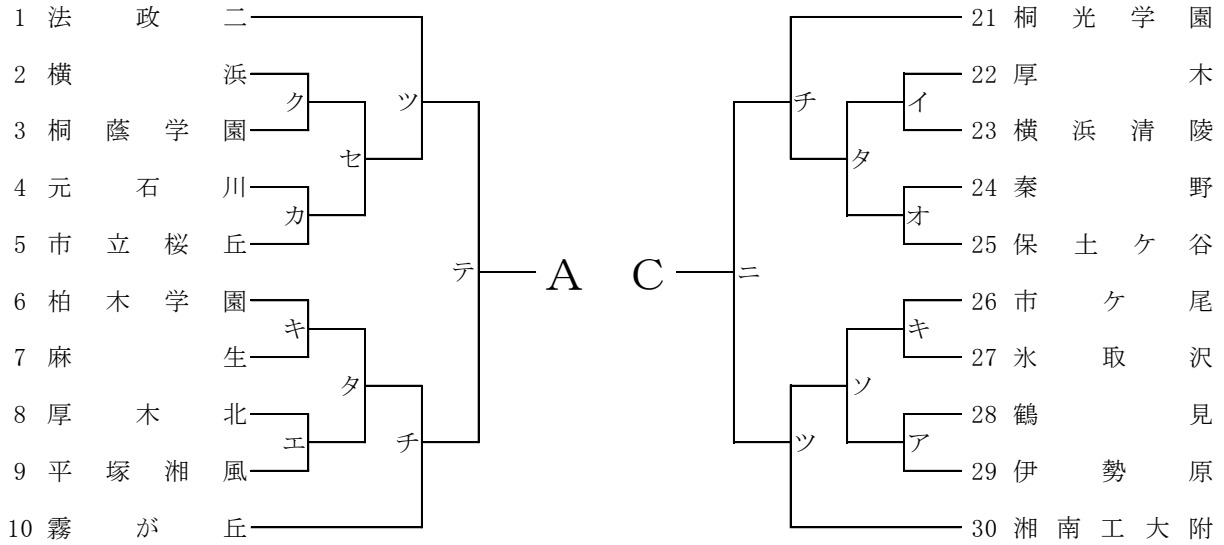 1 法政二
2 横浜
3 桐蔭学園
4 元石川
5 市立桜丘
6 柏木学園
7 麻生
8 厚木北
9 平塚湘風
10 霧が丘
ク
カ
キ
エ
セ
タ
ツ
チ
テ
A
C
ニ
チ
ツ
タ
ソ
イ
オ
キ
ア
21 桐光学園
22 厚木
23 横浜清陵
24 秦野
25 保土ケ谷
26 市ケ尾
27 氷取沢
28 鶴見
29 伊勢原
30 湘南工大附